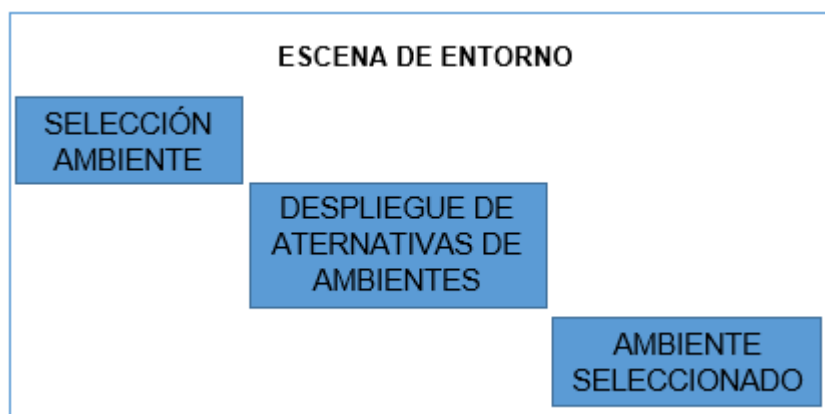 ESCENA DE ENTORNO
SELECCIÓN
AMBIENTE
DESPLIEGUE DE
ATERNATIVAS DE
AMBIENTES
AMBIENTE
SELECCIONADO